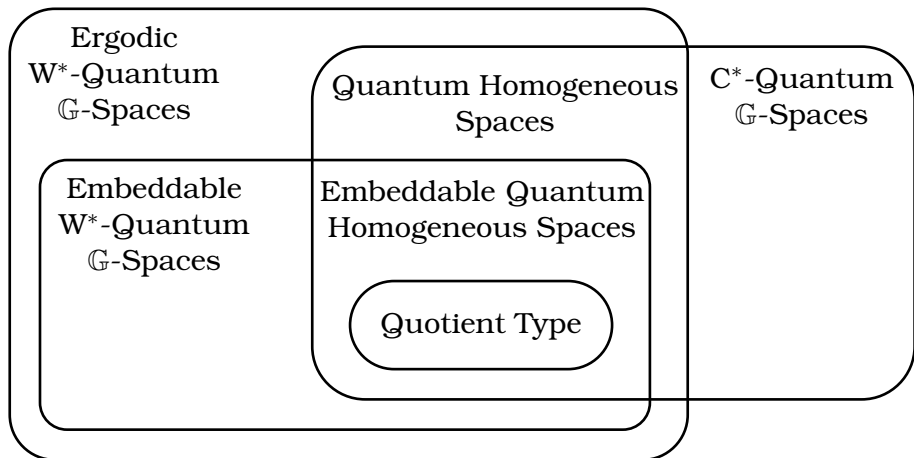 Ergodic
W*-Quantum
𝔾-Spaces
Quantum Homogeneous
Spaces
C*-Quantum
𝔾-Spaces
Embeddable
W*-Quantum
𝔾-Spaces
Embeddable Quantum
Homogeneous Spaces
Quotient Type